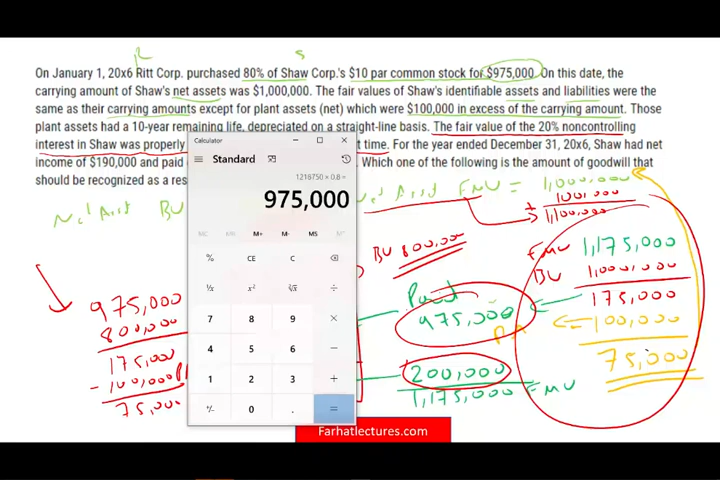 R S
On January 1, 20x6 Ritt Corp. purchased 80% of Shaw Corp.'s $10 par common stock for $975,000 On this date, the
carrying amount of Shaw's net assets was $1,000,000. The fair values of Shaw's identifiable assets and liabilities were the
same as their carrying amounts except for plant assets (net) which were $100,000 in excess of the carrying amount. Those
plant assets had a 10-year remaining life, depreciated on a straight-line basis. The fair value of the 20% noncontrolling
interest in Shaw was properly time. For the year ended December 31, 20x6, Shaw had net
income of $190,000 and paid Which one of the following is the amount of goodwill that
should be recognized as a res
Calculator
Standard
1218750 × 0.8 =
975,000
MC MR M+ M- MS M˅
% CE C ⌫
¹/x x² ²√x ÷
7 8 9 ×
4 5 6 −
1 2 3 +
+/- 0 . =
Net Asset BV
Net Asset FMV = 1,000,000
+ 100,000
1,100,000
BV 800,000
FMV 1,175,000
BV 1,000,000
175,000
100,000
75,000
975,000
800,000
175,000
- 100,000
75,000
975,000
200,000
1,175,000 FMV
Farhatlectures.com